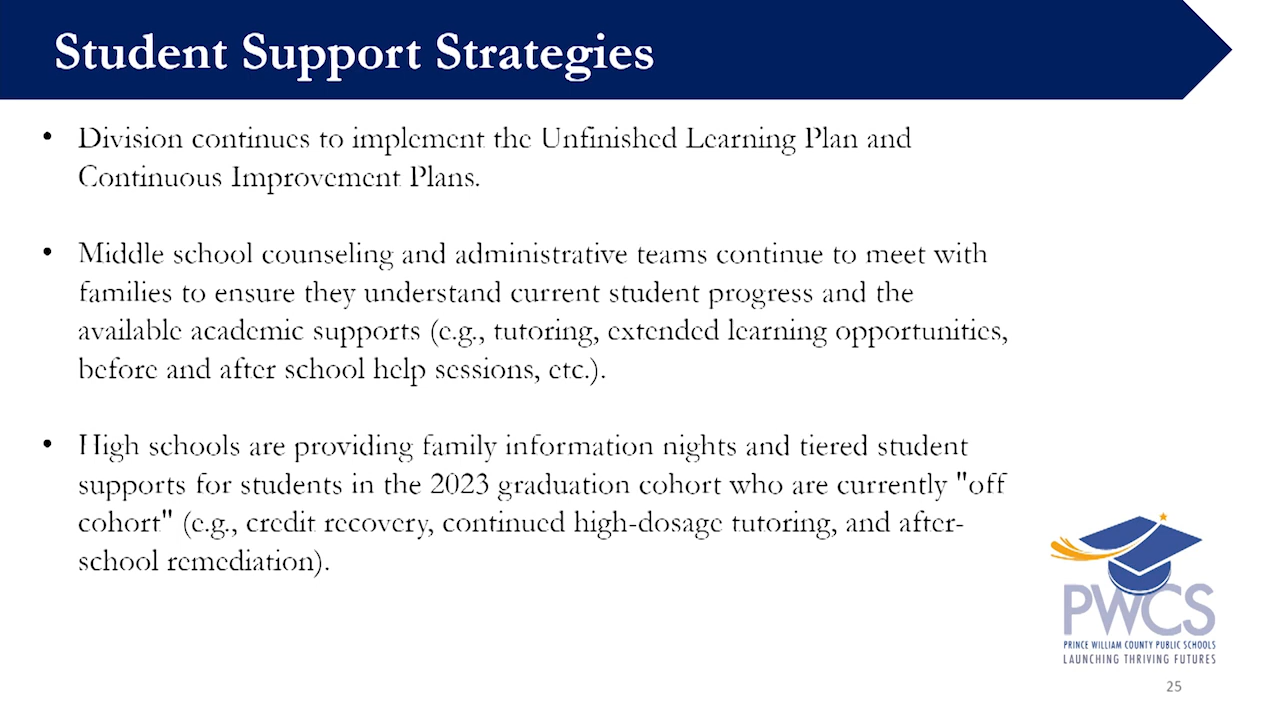 Student Support Strategies
• Division continues to implement the Unfinished Learning Plan and
Continuous Improvement Plans.
• Middle school counseling and administrative teams continue to meet with
families to ensure they understand current student progress and the
available academic supports (e.g., tutoring, extended learning opportunities,
before and after school help sessions, etc.).
• High schools are providing family information nights and tiered student
supports for students in the 2023 graduation cohort who are currently "off
cohort" (e.g., credit recovery, continued high-dosage tutoring, and after-
school remediation).
PWCS
PRINCE WILLIAM COUNTY PUBLIC SCHOOLS
LAUNCHING THRIVING FUTURES
25